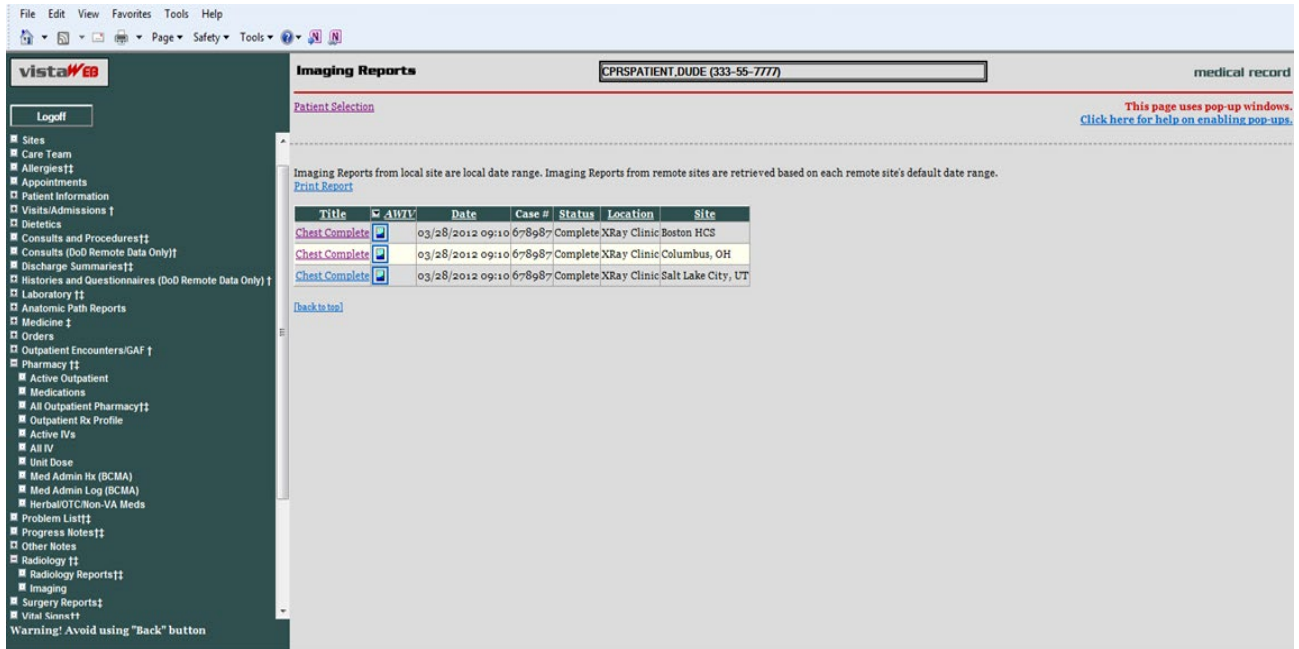 File Edit View Favorites Tools Help
Page Safety Tools
vistaWEB
Logoff
Sites
Care Team
Allergies†‡
Appointments
Patient Information
Visits/Admissions †
Dietetics
Consults and Procedures†‡
Consults (DoD Remote Data Only)†
Discharge Summaries†‡
Histories and Questionnaires (DoD Remote Data Only) †
Laboratory †‡
Anatomic Path Reports
Medicine ‡
Orders
Outpatient Encounters/GAF †
Pharmacy †‡
Active Outpatient
Medications
All Outpatient Pharmacy†‡
Outpatient Rx Profile
Active IVs
All IV
Unit Dose
Med Admin Hx (BCMA)
Med Admin Log (BCMA)
Herbal/OTC/Non-VA Meds
Problem List†‡
Progress Notes†‡
Other Notes
Radiology †‡
Radiology Reports†‡
Imaging
Surgery Reports‡
Vital Signs††
Warning! Avoid using "Back" button
Imaging Reports CPRSPATIENT,DUDE (333-55-7777) medical record
Patient Selection This page uses pop-up windows.
Click here for help on enabling pop-ups.
Imaging Reports from local site are local date range. Imaging Reports from remote sites are retrieved based on each remote site's default date range.
Print Report
Title AWIV Date Case # Status Location Site
Chest Complete 03/28/2012 09:10 678987 Complete XRay Clinic Boston HCS
Chest Complete 03/28/2012 09:10 678987 Complete XRay Clinic Columbus, OH
Chest Complete 03/28/2012 09:10 678987 Complete XRay Clinic Salt Lake City, UT
[back to top]